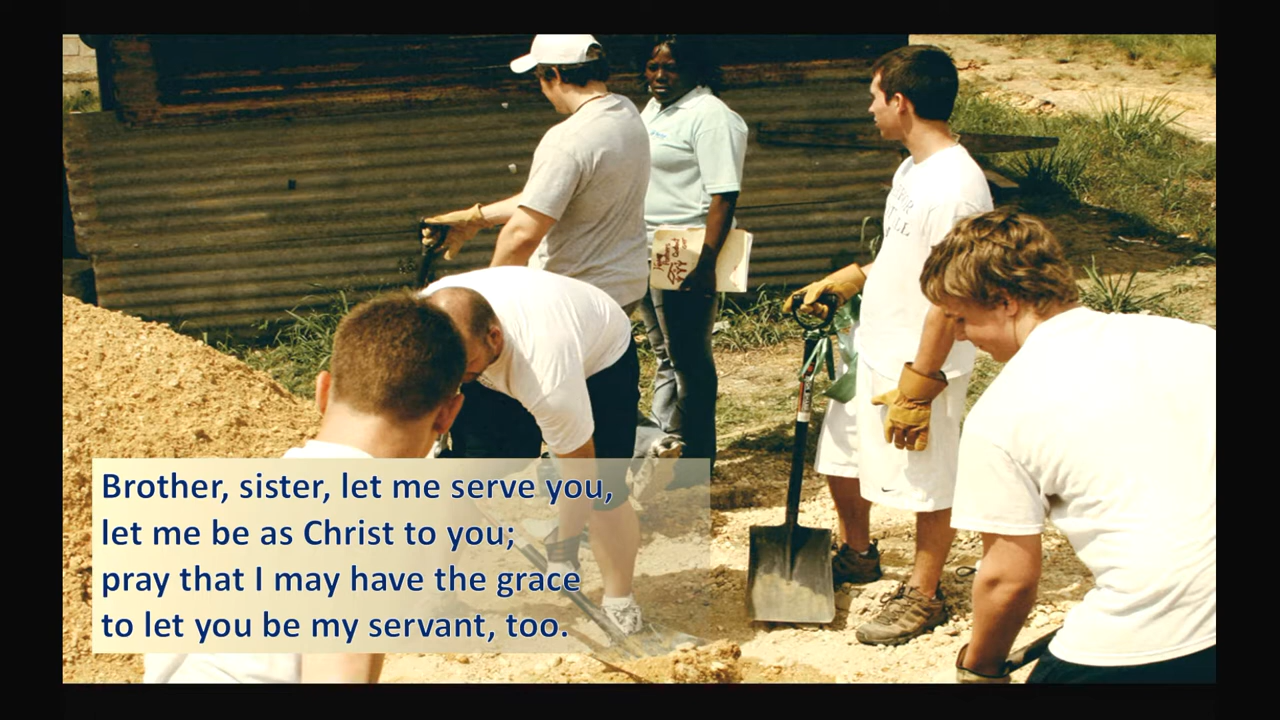 Brother, sister, let me serve you,
let me be as Christ to you;
pray that I may have the grace
to let you be my servant, too.